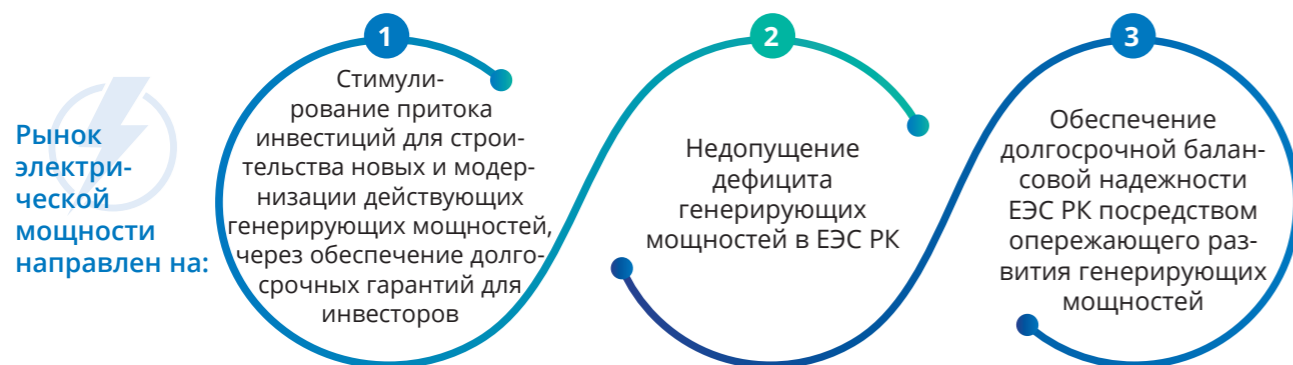 Рынок
электри-
ческой
мощности
направлен на:
1
Стимули-
рование притока
инвестиций для строи-
тельства новых и модер-
низации действующих
генерирующих мощностей,
через обеспечение долго-
срочных гарантий для
инвесторов
2
Недопущение
дефицита
генерирующих
мощностей в ЕЭС РК
3
Обеспечение
долгосрочной балан-
совой надежности
ЕЭС РК посредством
опережающего раз-
вития генерирующих
мощностей